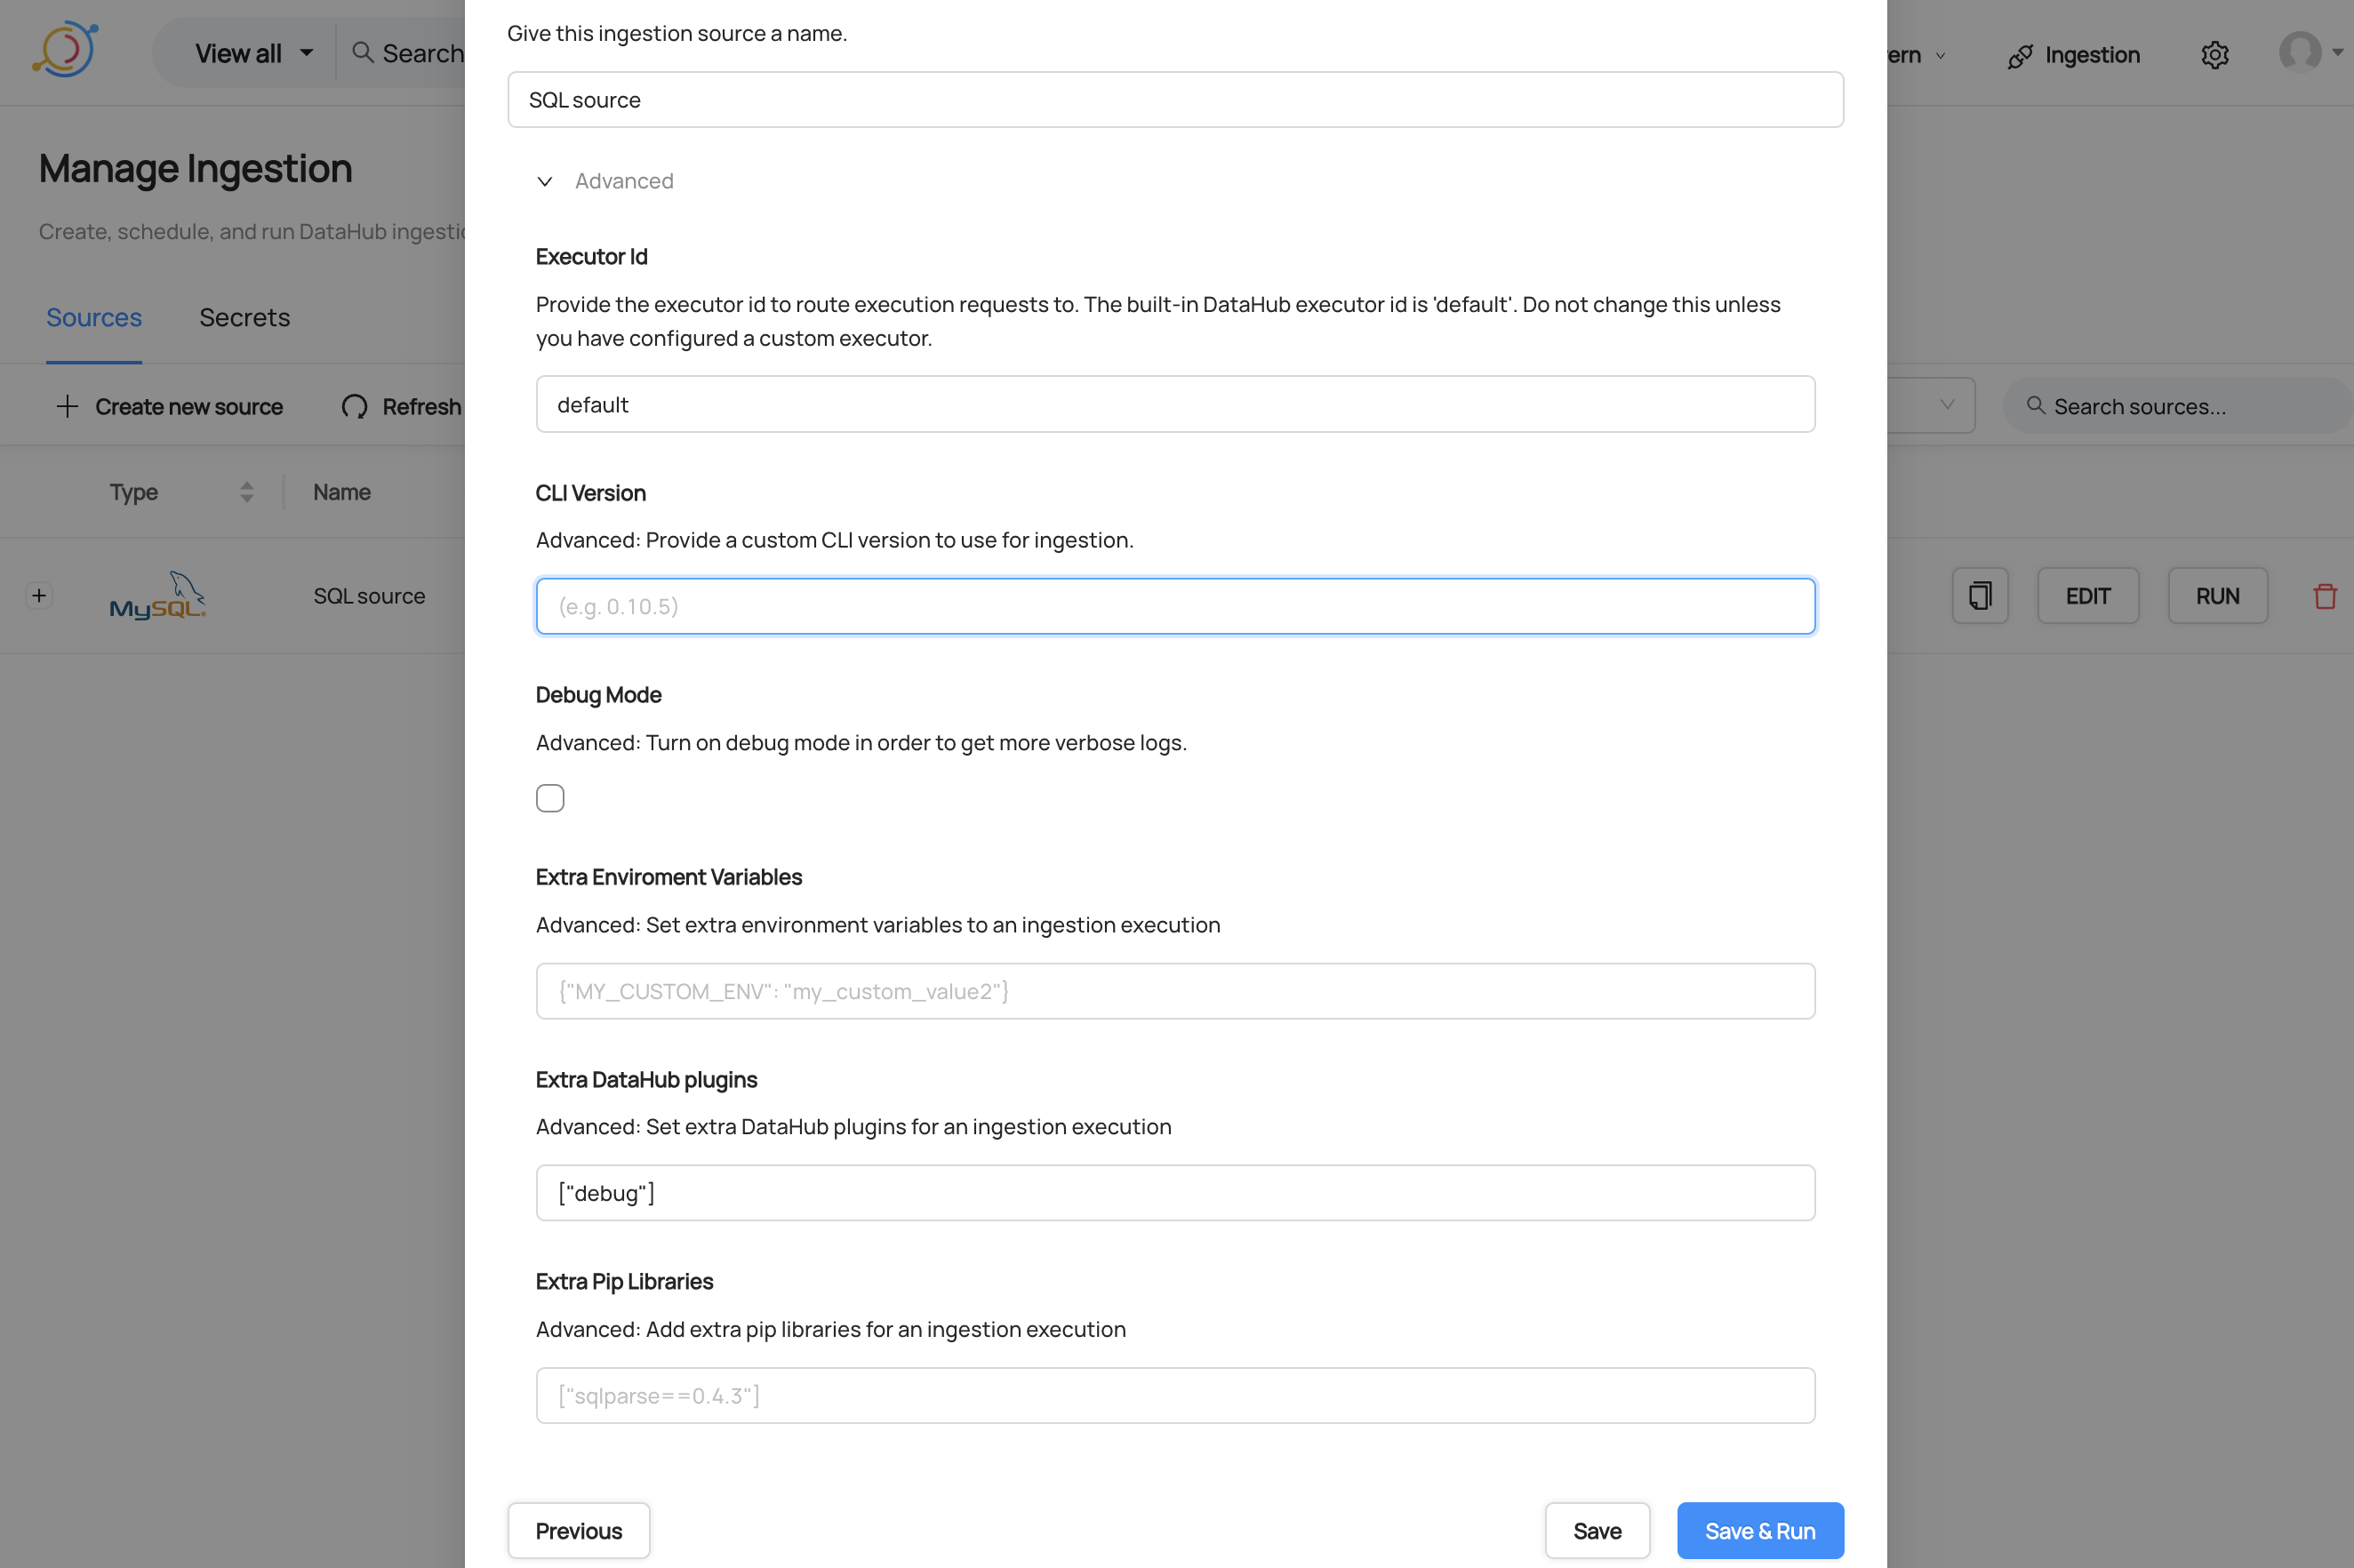 View all
Search
ern
Ingestion
Manage Ingestion
Create, schedule, and run DataHub
Sources
Secrets
Create new source
Refresh
Search sources...
Type
Name
MySQL
SQL source
EDIT
RUN
Give this ingestion source a name.
SQL source
Advanced
Executor Id
Provide the executor id to route execution requests to. The built-in DataHub executor id is 'default'. Do not change this unless
you have configured a custom executor.
default
CLI Version
Advanced: Provide a custom CLI version to use for ingestion.
(e.g. 0.10.5)
Debug Mode
Advanced: Turn on debug mode in order to get more verbose logs.
Extra Enviroment Variables
Advanced: Set extra environment variables to an ingestion execution
{"MY_CUSTOM_ENV": "my_custom_value2"}
Extra DataHub plugins
Advanced: Set extra DataHub plugins for an ingestion execution
["debug"]
Extra Pip Libraries
Advanced: Add extra pip libraries for an ingestion execution
["sqlparse==0.4.3"]
Previous
Save
Save & Run